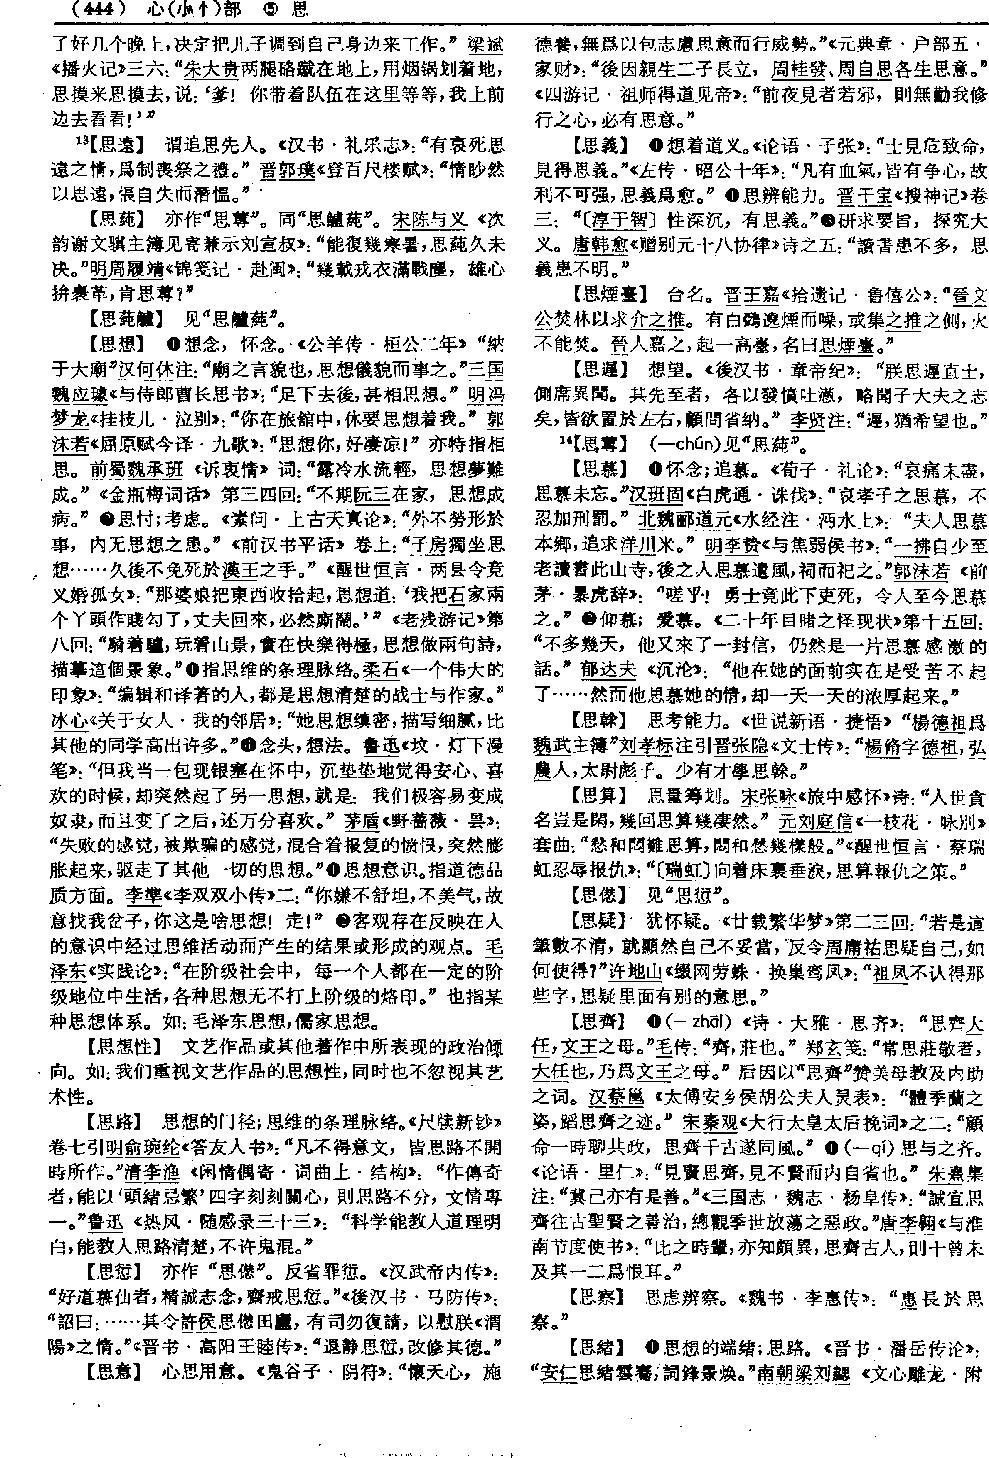 （444） 心(小忄)部 ⑤ 思
了好几个晚上，决定把儿子调到自己身边来工作。”梁斌
《播火记》三六：“朱大贵两腿硌蹴在地上，用烟锅划着地，
思摸来思摸去，说：‘爹！你带着队伍在这里等等，我上前
边去看看！’”
13【思遠】 谓追思先人。《汉书·礼乐志》：“有哀死思
遠之情，爲制喪祭之禮。”晋郭璞《登百尺楼赋》：“情眇然
以思遠，悵自失而潛愠。”
【思蒓】 亦作“思蓴”。同“思鱸蒓”。宋陈与义《次
韵谢文骥主簿见寄兼示刘宣叔》：“能復幾寒暑，思蒓久未
决。”明屠履靖《锦笺记·赴闽》：“幾載戎衣滿戰塵，雄心
拚裹革，肯思蓴？”
【思蒓鱸】 见“思鱸蒓”。
【思想】 ❶想念，怀念。《公羊传·桓公二年》“納
于大廟”汉何休注：“廟之言貌也，思想儀貌而事之。”三国
魏应璩《与侍郎曹长思书》：“足下去後，甚相思想。”明冯
梦龙《挂枝儿·泣别》：“你在旅館中，休要思想着我。”郭
沫若《屈原赋今译·九歌》：“思想你，好凄凉！”亦特指相
思。前蜀魏承班《诉衷情》词：“露冷水流輕，思想夢難
成。”《金瓶梅词话》第三四回：“不期阮三在家，思想成
病。”❷思忖；考虑。《素问·上古天真论》：“外不勞形於
事，内无思想之患。”《前汉书平话》卷上：“子房獨坐思
想……久後不免死於漢王之手。”《醒世恒言·两县令竞
义婚孤女》：“那婆娘把東西收拾起，思想道：‘我把石家兩
个丫頭作賤勾了，丈夫回來，必然廝鬧。’”《老残游记》第
八回：“騎着驢，玩着山景，實在快樂得極，思想做兩句詩，
描摹這個景象。”❸指思维的条理脉络。柔石《一个伟大的
印象》：“编辑和译著的人，都是思想清楚的战士与作家。”
冰心《关于女人·我的邻居》：“她思想缜密，描写细腻，比
其他的同学高出许多。”❹念头，想法。鲁迅《坟·灯下漫
笔》：“但我当一包现银塞在怀中，沉垫垫地觉得安心、喜
欢的时候，却突然起了另一思想，就是：我们极容易变成
奴隶，而且变了之后，还万分喜欢。”茅盾《野蔷薇·昙》：
“失败的感觉，被欺骗的感觉，混合着报复的愤恨，突然膨
胀起来，驱走了其他一切的思想。”❺思想意识。指道德品
质方面。李準《李双双小传》二：“你嫌不舒坦，不美气，故
意找我岔子，你这是啥思想！走！”❻客观存在反映在人
的意识中经过思维活动而产生的结果或形成的观点。毛
泽东《实践论》：“在阶级社会中，每一个人都在一定的阶
级地位中生活，各种思想无不打上阶级的烙印。”也指某
种思想体系。如：毛泽东思想，儒家思想。
【思想性】 文艺作品或其他著作中所表现的政治倾
向。如：我们重视文艺作品的思想性，同时也不忽视其艺
术性。
【思路】 思想的门径；思维的条理脉络。《尺牍新钞》
卷七引明俞琬纶《答友人书》：“凡不得意文，皆思路不開
時所作。”清李渔《闲情偶寄·词曲上·结构》：“作傳奇
者，能以‘頭緒忌繁’四字刻刻關心，則思路不分，文情專
一。”鲁迅《热风·随感录三十三》：“科学能教人道理明
白，能教人思路清楚，不许鬼混。”
【思愆】 亦作“思僁”。反省罪愆。《汉武帝内传》：
“好道慕仙者，精誠志念，齋戒思愆。”《後汉书·马防传》：
“詔曰：……其令許侯思僁田廬，有司勿復請，以慰朕《渭
陽》之情。”《晋书·高阳王睦传》：“退静思愆，改修其德。”
【思意】 心思用意。《鬼谷子·阴符》：“懷天心，施
德養，無爲以包志慮思意而行威勢。”《元典章·户部五·
家财》：“後因親生二子長立，周桂發、周自思各生思意。”
《四游记·祖师得道见帝》：“前夜見者若邪，則無勸我修
行之心，必有思意。”
【思義】 ❶想着道义。《论语·子张》：“士見危致命，
見得思義。”《左传·昭公十年》：“凡有血氣，皆有争心，故
利不可强，思義爲愈。”❷思辨能力。晋干宝《搜神记》卷
三：“〔淳于智〕性深沉，有思義。”❸研求要旨，探究大
义。唐韩愈《赠别元十八协律》诗之五：“讀書患不多，思
義患不明。”
【思煙臺】 台名。晋王嘉《拾遗记·鲁僖公》：“晉文
公焚林以求介之推。有白鵶遶煙而噪，或集之推之側，火
不能焚。晉人嘉之，起一高臺，名曰思煙臺。”
【思遲】 想望。《後汉书·章帝纪》：“朕思遲直士，
側席異聞。其先至者，各以發憤吐懣，略聞子大夫之志
矣，皆欲置於左右，顧問省納。”李贤注：“遲，猶希望也。”
14【思蓴】 (—chún)见“思蒓”。
【思慕】 ❶怀念；追慕。《荀子·礼论》：“哀痛未盡，
思慕未忘。”汉班固《白虎通·诛伐》：“哀孝子之思慕，不
忍加刑罰。”北魏郦道元《水经注·沔水上》：“夫人思慕
本鄉，追求洋川米。”明李贽《与焦弱侯书》：“一拂自少至
老讀書此山寺，後之人思慕遺風，祠而祀之。”郭沫若《前
茅·暴虎辞》：“嗟乎！勇士竟此下吏死，令人至今思慕
之。”❷仰慕；爱慕。《二十年目睹之怪现状》第十五回：
“不多幾天，他又來了一封信，仍然是一片思慕感激的
話。”郁达夫《沉沦》：“他在她的面前实在是受苦不起
了……然而他思慕她的情，却一天一天的浓厚起来。”
【思榦】 思考能力。《世说新语·捷悟》“楊德祖爲
魏武主簿”刘孝标注引晋张隐《文士传》：“楊脩字德祖，弘
農人，太尉彪子。少有才學思榦。”
【思算】 思量筹划。宋张咏《旅中感怀》诗：“人世貪
名豈是閑，幾回思算幾凄然。”元刘庭信《一枝花·咏别》
套曲：“愁和悶難思算，悶和愁幾樣般。”《醒世恒言·蔡瑞
虹忍辱报仇》：“〔瑞虹〕向着床裏垂淚，思算報仇之策。”
【思僁】 见“思愆”。
【思疑】 犹怀疑。《廿载繁华梦》第二三回：“若是道
筆數不清，就顯然自己不妥當，反令周庸祐思疑自己，如
何使得？”许地山《缀网劳蛛·换巢鸾凤》：“祖凤不认得那
些字，思疑里面有别的意思。”
【思齊】 ❶(—zhāi)《诗·大雅·思齐》：“思齊大
任，文王之母。”毛传：“齊，莊也。”郑玄笺：“常思莊敬者，
大任也，乃爲文王之母。”后因以“思齊”赞美母教及内助
之词。汉蔡邕《太傅安乡侯胡公夫人灵表》：“體季蘭之
姿，蹈思齊之迹。”宋秦观《大行太皇太后挽词》之二：“顧
命一時聊共政，思齊千古遂同風。”❷(—qí)思与之齐。
《论语·里仁》：“見賢思齊，見不賢而内自省也。”朱熹集
注：“冀己亦有是善。”《三国志·魏志·杨阜传》：“誠宜思
齊往古聖賢之善治，總觀季世放蕩之惡政。”唐李翱《与淮
南节度使书》：“比之時輩，亦知頗異，思齊古人，則十曾未
及其一二爲恨耳。”
【思察】 思虑辨察。《魏书·李惠传》：“惠長於思
察。”
【思緒】 ❶思想的端绪；思路。《晋书·潘岳传论》：
“安仁思緒雲騫，詞鋒景焕。”南朝梁刘勰《文心雕龙·附